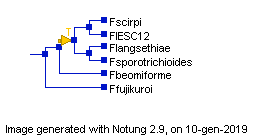 T
Fscirpi
FIESC12
Flangsethiae
Fsporotrichioides
Fbeomiforme
Ffujikuroi
Image generated with Notung 2.9, on 10-gen-2019